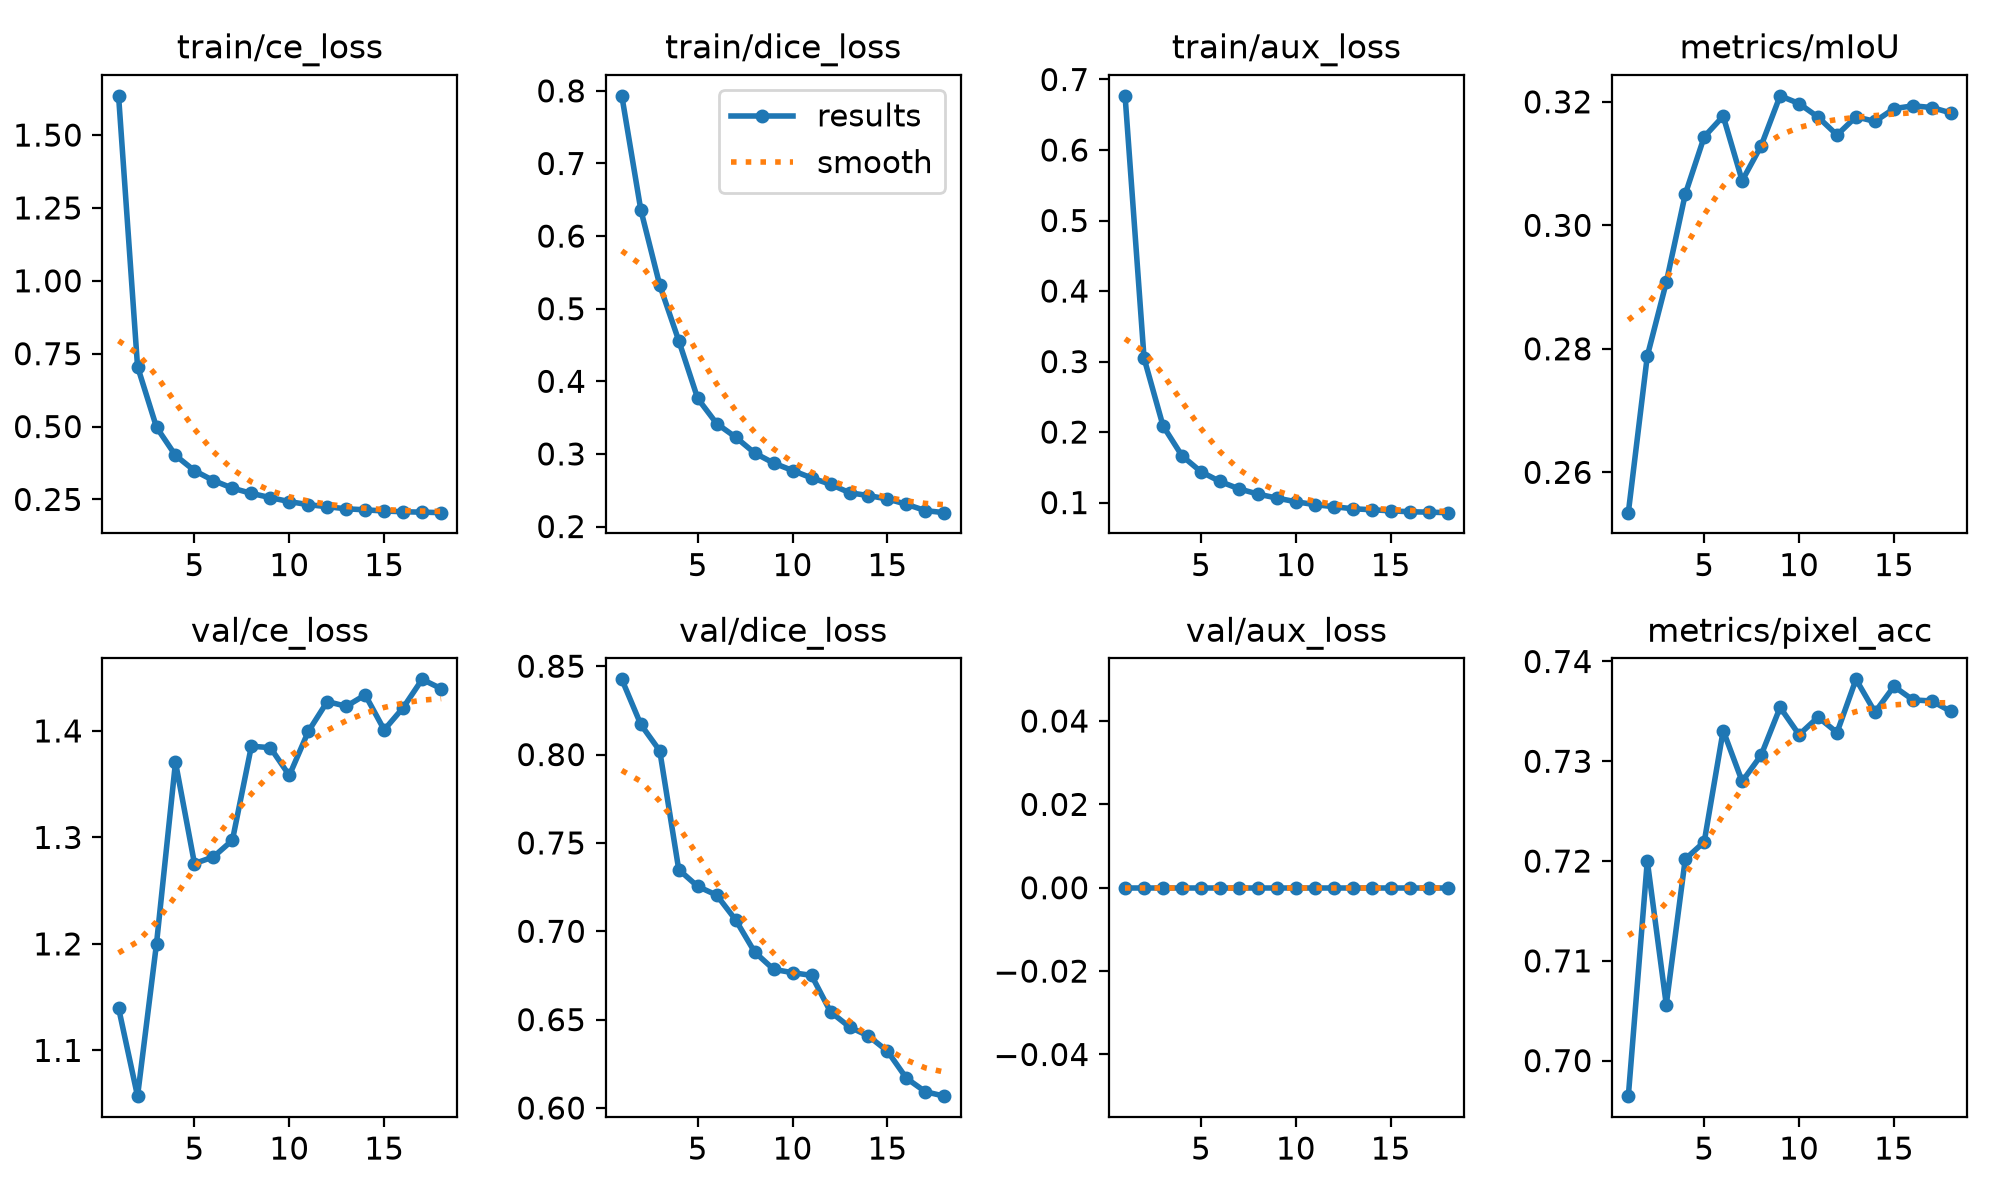 train/ce_loss
1.50
1.25
1.00
0.75
0.50
0.25
5 10 15
train/dice_loss
results
smooth
0.8
0.7
0.6
0.5
0.4
0.3
0.2
5 10 15
train/aux_loss
0.7
0.6
0.5
0.4
0.3
0.2
0.1
5 10 15
metrics/mIoU
0.32
0.30
0.28
0.26
5 10 15
val/ce_loss
1.4
1.3
1.2
1.1
5 10 15
val/dice_loss
0.85
0.80
0.75
0.70
0.65
0.60
5 10 15
val/aux_loss
0.04
0.02
0.00
−0.02
−0.04
5 10 15
metrics/pixel_acc
0.74
0.73
0.72
0.71
0.70
5 10 15